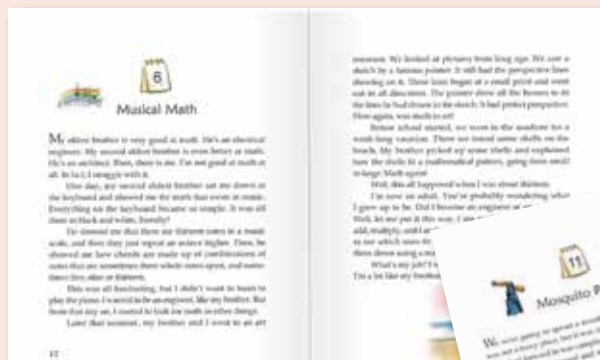 6
Musical Math
My oldest brother is very good at math. He's an electrical
engineer. My second oldest brother is even better at math.
He's an architect. Then, there is me. I'm not good at math at
all. In fact, I struggle with it.
One day, my second oldest brother sat me down at
the keyboard and showed me the math that exists in music.
Everything on the keyboard became so simple. It was all
there in black and white, literally!
He showed me that there are thirteen notes in a music
scale, and then they just repeat an octave higher. Then, he
showed me how chords are made up of combinations of
notes that are sometimes three whole notes apart, and some-
times five, nine or thirteen.
This was all fascinating, but I didn't want to learn to
play the piano. I wanted to be an engineer, like my brother. But
from that day on, I started to look for math in other things.
Later that summer, my brother and I went to an art
12
museum. We looked at pictures from long ago. We saw a
sketch by a famous painter. It still had the perspective lines
showing on it. These lines began at a small point and went
out in all directions. The painter drew all the houses to fit
the lines he had drawn in the sketch. It had perfect perspective.
Here again, was math in art!
Before school started, we went to the seashore for a
week-long vacation. There we found some shells on the
beach. My brother picked up some shells and explained
how the shells fit a mathematical pattern, going from small
to large. Math again!
Well, this all happened when I was about thirteen.
I'm now an adult. You're probably wondering what
I grew up to be. Did I become an engineer or
Well, let me put it this way. I
add, multiply, and
to see which ones
them down using a
What's my job? I
I'm a lot like my brother
11
Mosquito
We were going to spend a